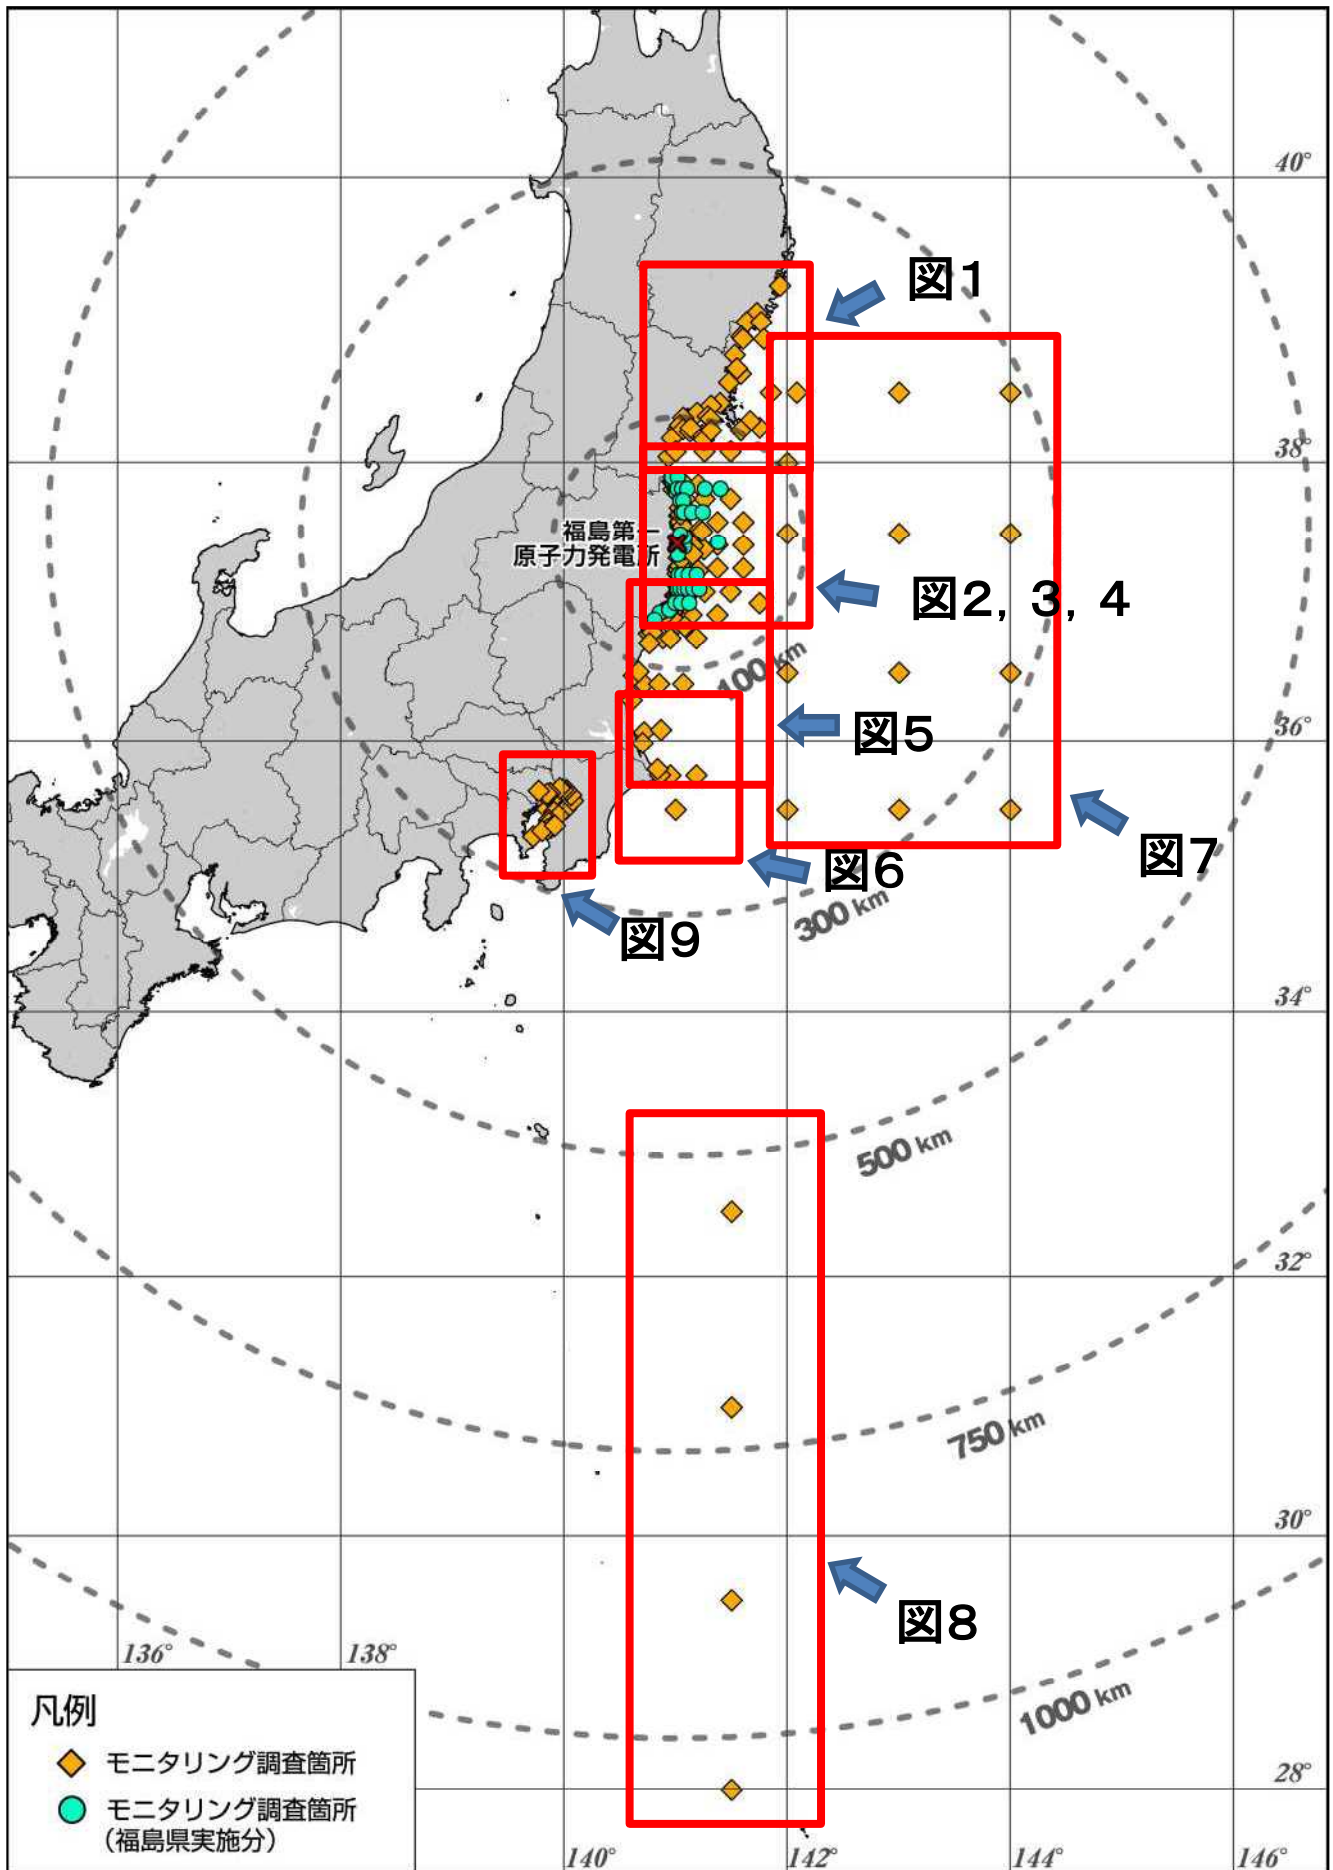 40°
図1
38°
福島第一
原子力発電所
図2, 3, 4
100 km
36°
図5
図7
図6
300 km
図9
34°
500 km
32°
750 km
30°
図8
136°
138°
1000 km
28°
凡例
モニタリング調査箇所
モニタリング調査箇所
(福島県実施分)
140°
142°
144°
146°